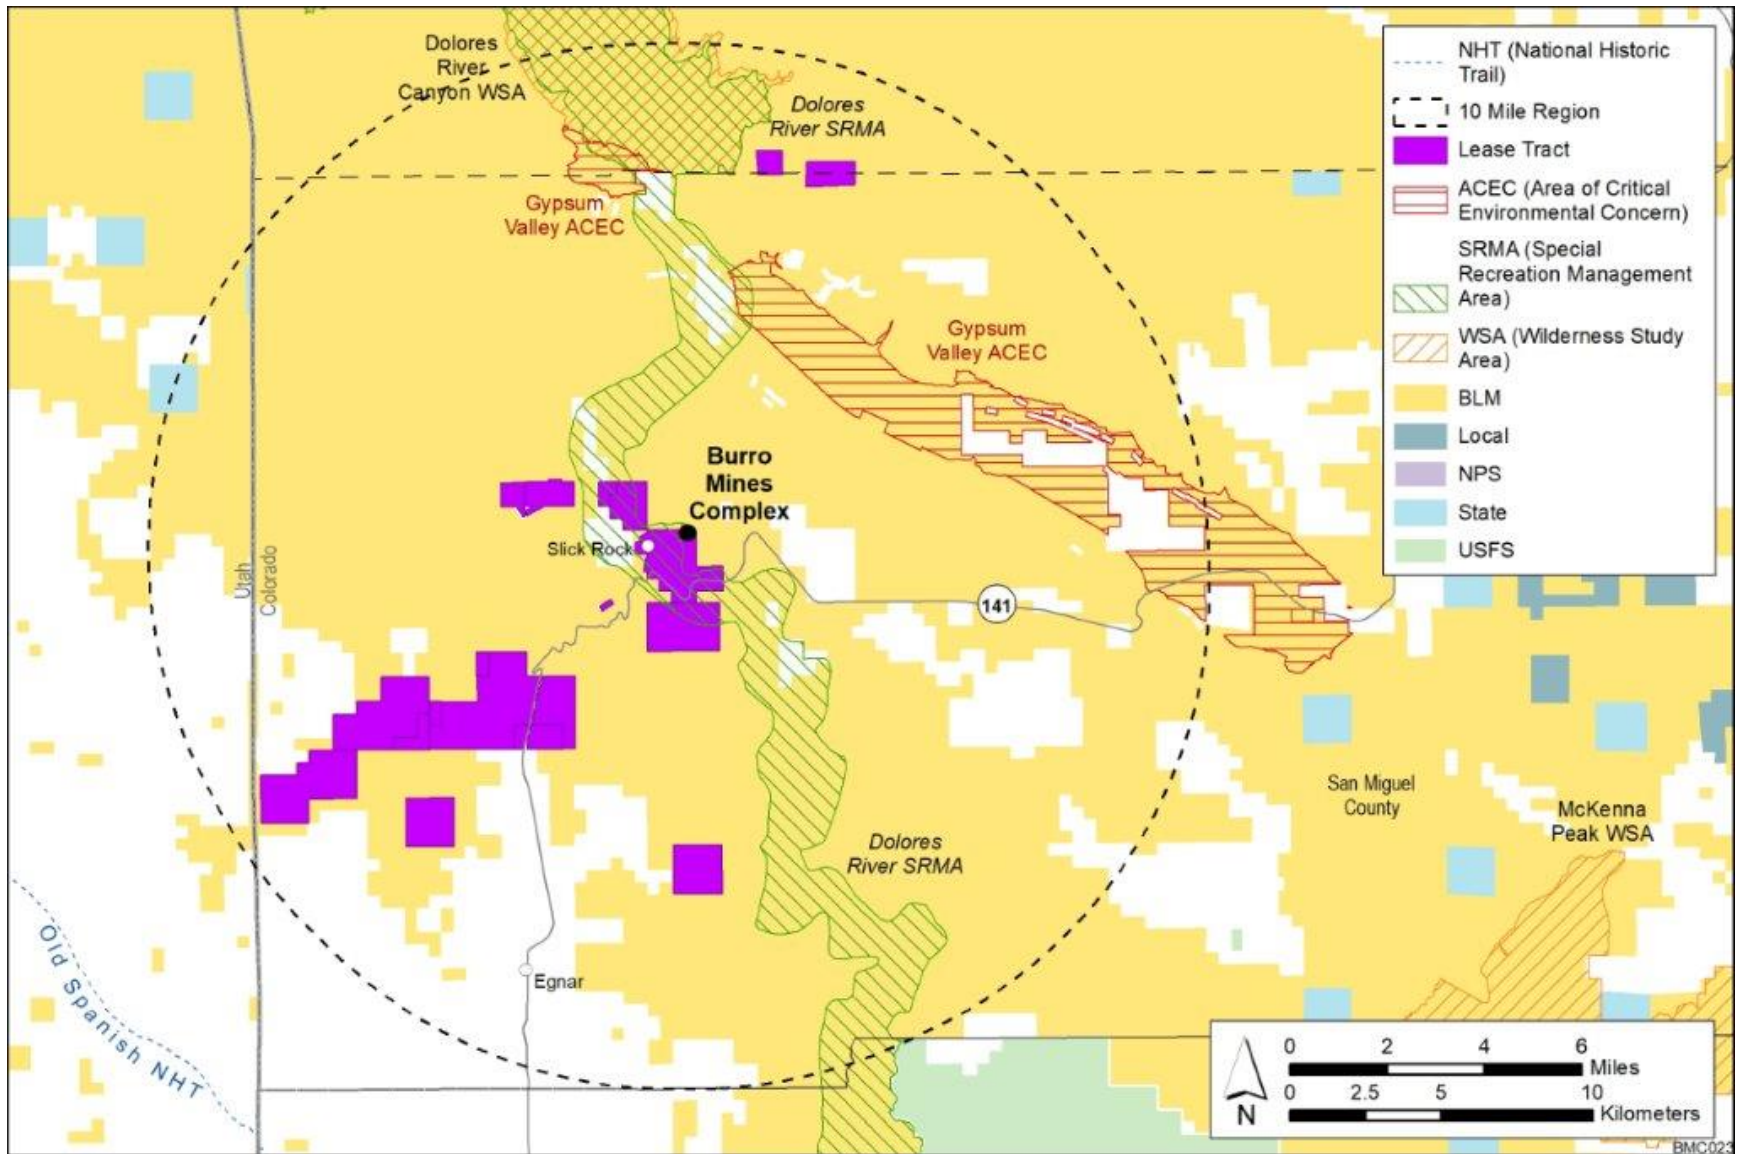 Dolores
River
Canyon WSA
Dolores
River SRMA
Gypsum
Valley ACEC
Gypsum
Valley ACEC
Burro
Mines
Complex
Slick Rock
Utah
Colorado
141
San Miguel
County
McKenna
Peak WSA
Dolores
River SRMA
Egnar
Old Spanish NHT
NHT (National Historic
Trail)
10 Mile Region
Lease Tract
ACEC (Area of Critical
Environmental Concern)
SRMA (Special
Recreation Management
Area)
WSA (Wilderness Study
Area)
BLM
Local
NPS
State
USFS
N
0 2 4 6
Miles
0 2.5 5 10
Kilometers
BMC023